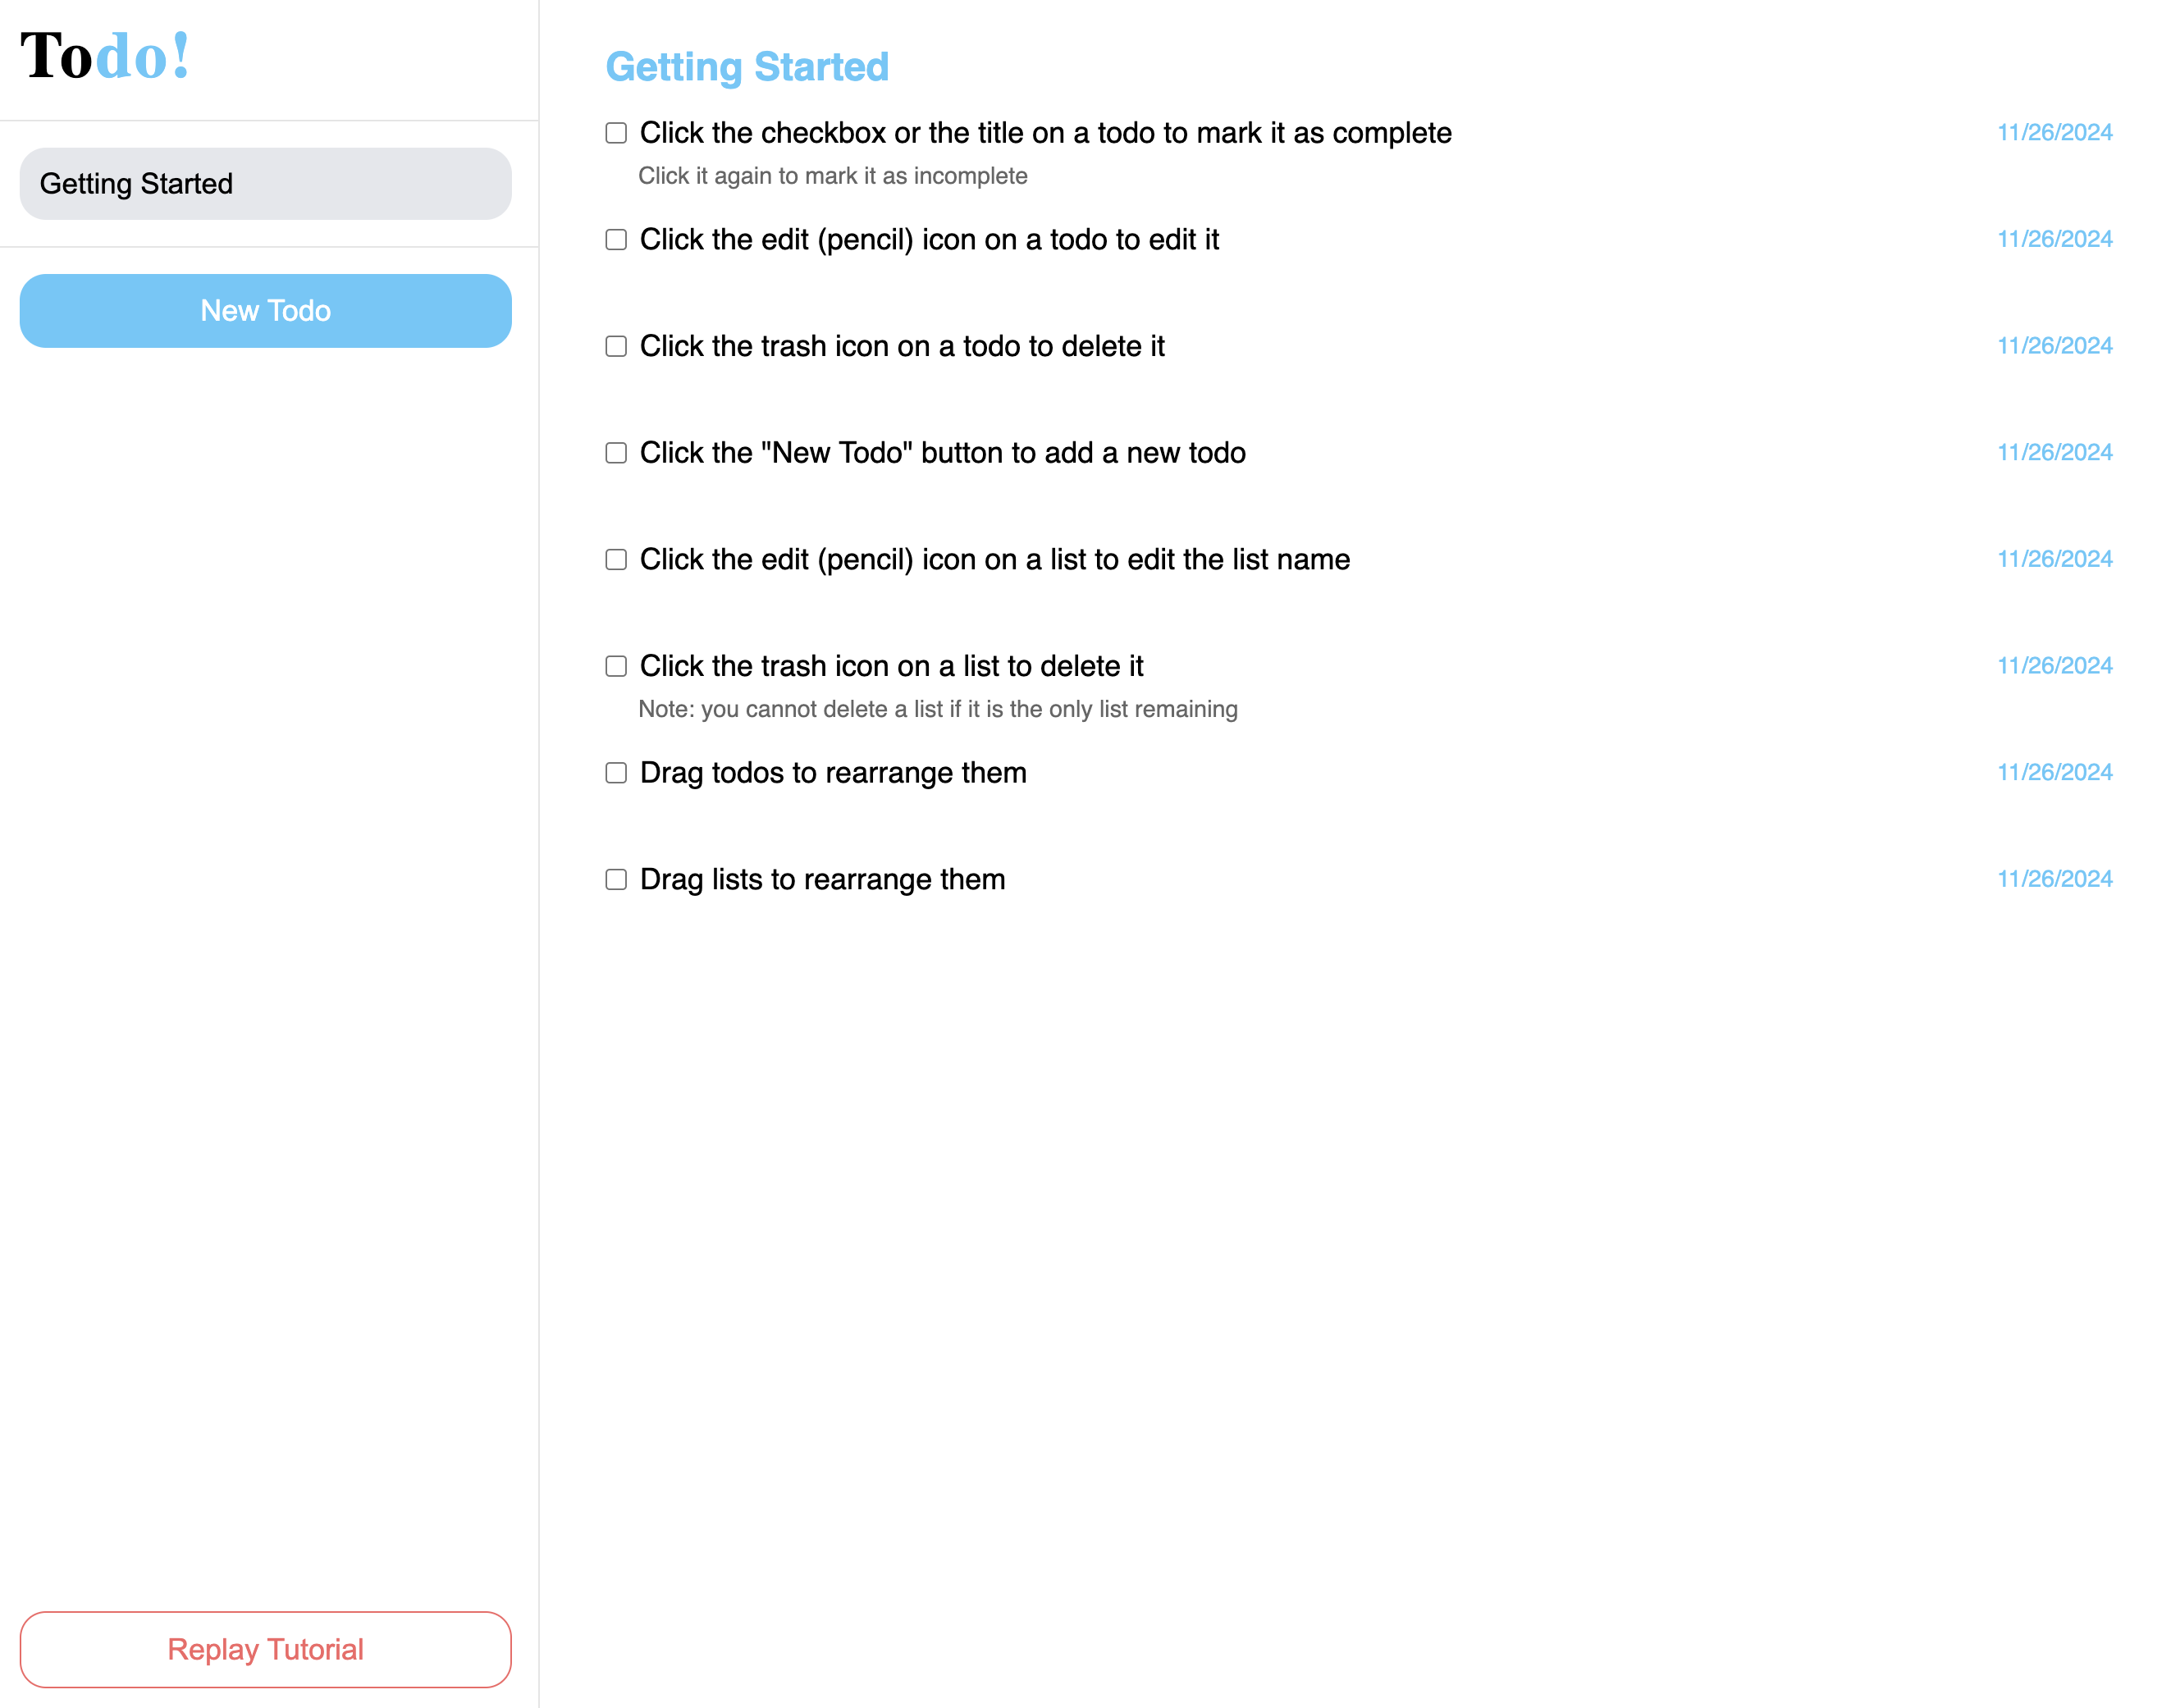 Todo!
Getting Started
New Todo
Replay Tutorial
Getting Started
Click the checkbox or the title on a todo to mark it as complete 11/26/2024
Click it again to mark it as incomplete
Click the edit (pencil) icon on a todo to edit it 11/26/2024
Click the trash icon on a todo to delete it 11/26/2024
Click the "New Todo" button to add a new todo 11/26/2024
Click the edit (pencil) icon on a list to edit the list name 11/26/2024
Click the trash icon on a list to delete it 11/26/2024
Note: you cannot delete a list if it is the only list remaining
Drag todos to rearrange them 11/26/2024
Drag lists to rearrange them 11/26/2024